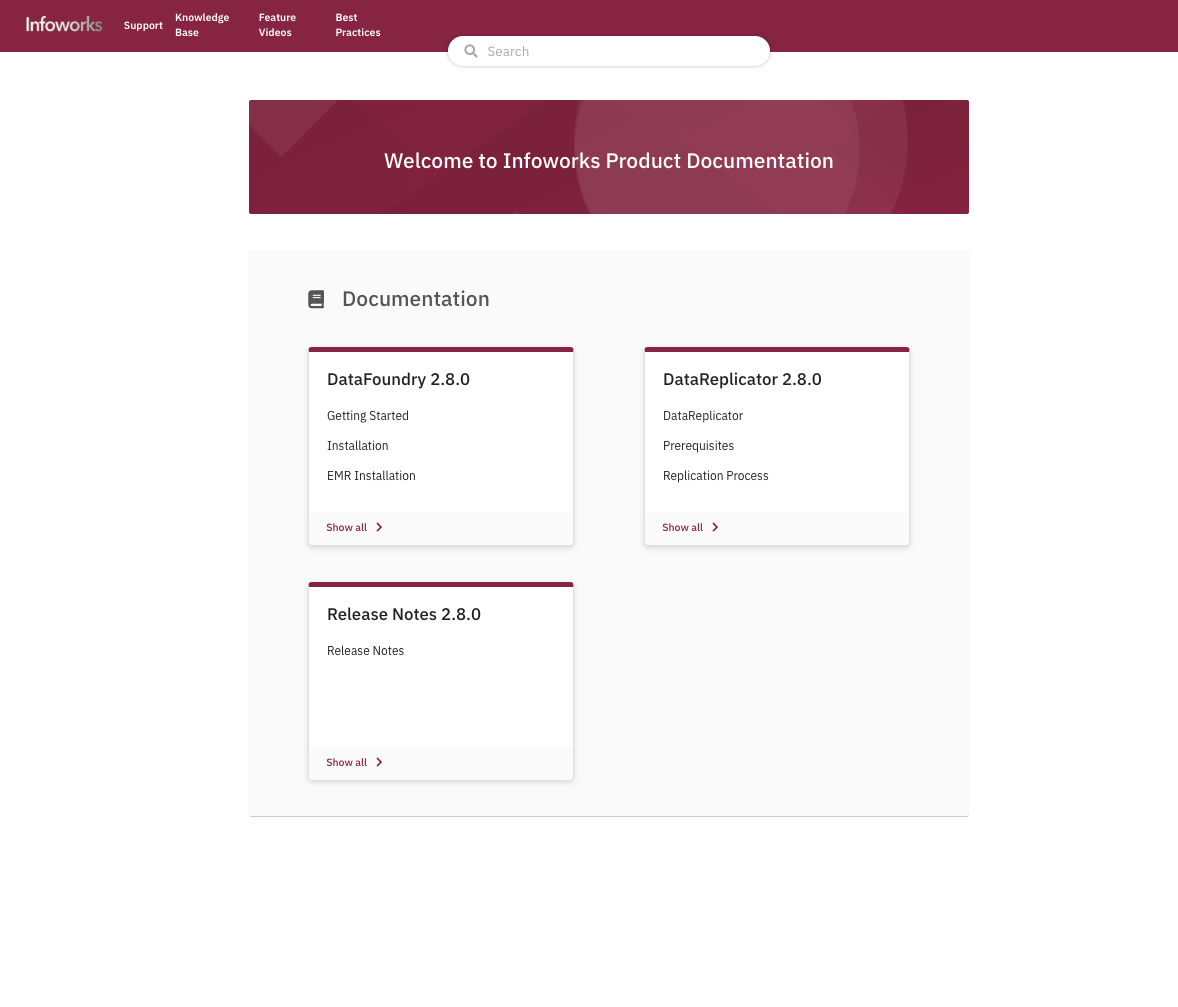 Infoworks
Support
Knowledge
Base
Feature
Videos
Best
Practices
Search
Welcome to Infoworks Product Documentation
Documentation
DataFoundry 2.8.0
Getting Started
Installation
EMR Installation
Show all
DataReplicator 2.8.0
DataReplicator
Prerequisites
Replication Process
Show all
Release Notes 2.8.0
Release Notes
Show all